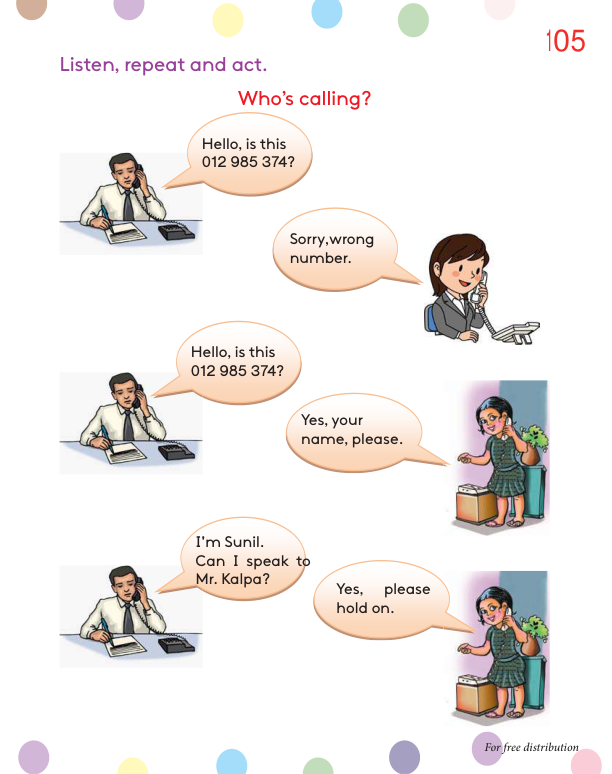 105
Listen, repeat and act.
Who's calling?
Hello, is this
012 985 374?
Sorry,wrong
number.
Hello, is this
012 985 374?
Yes, your
name, please.
I'm Sunil.
Can I speak to
Mr. Kalpa?
Yes, please
hold on.
For free distribution